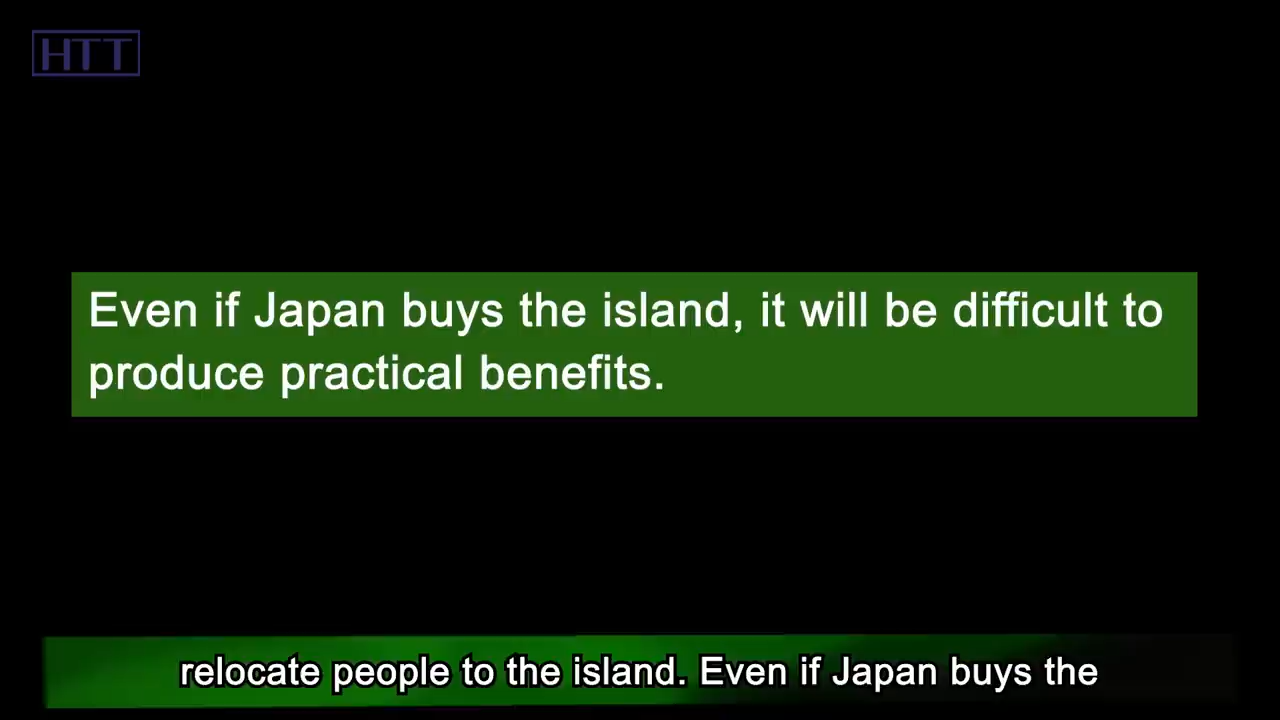 HTT
Even if Japan buys the island, it will be difficult to
produce practical benefits.
relocate people to the island. Even if Japan buys the